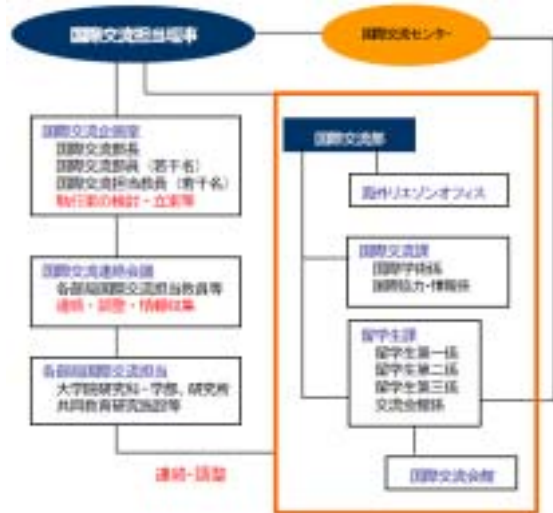 国際交流担当理事
国際交流センター
国際交流企画室
国際交流部長
国際交流部員（若干名）
国際交流担当教員（若干名）
執行案の検討・立案等
国際交流連絡会議
各部局国際交流担当教員等
連絡・調整・情報収集
各部局国際交流担当
大学院研究科・学部、研究所
共同教育研究施設等
連絡・調整
国際交流部
海外リエゾンオフィス
国際交流課
国際学術係
国際協力・情報係
留学生課
留学生第一係
留学生第二係
留学生第三係
交流会館係
国際交流会館